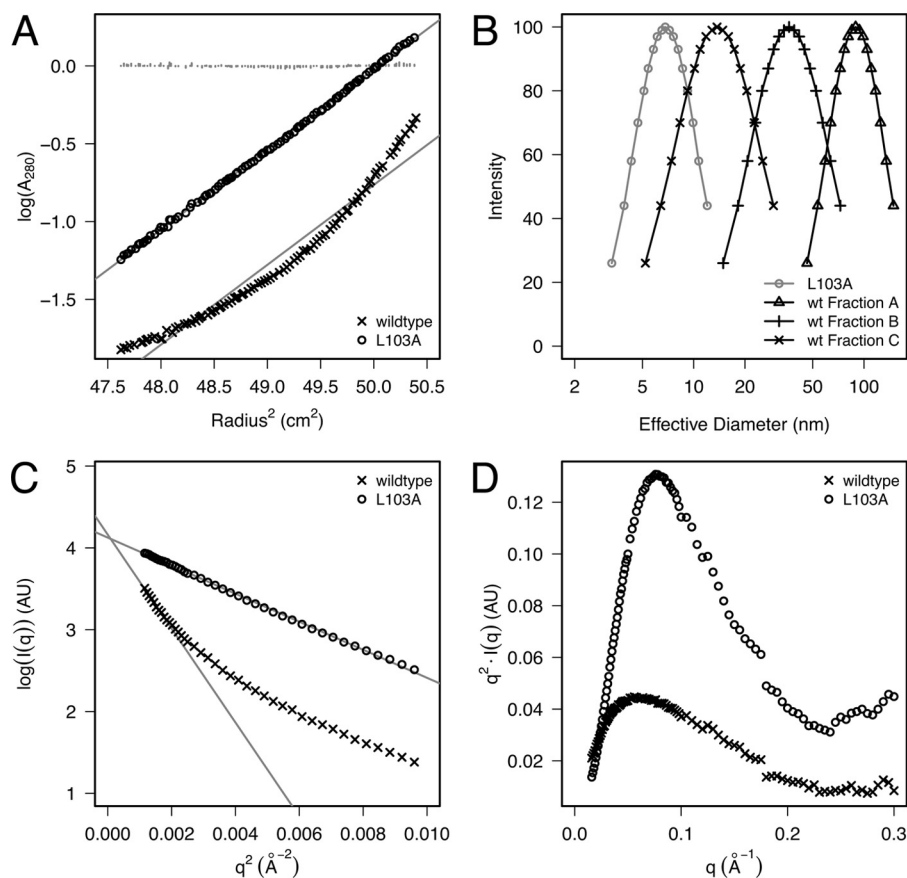 A
log(A280)
0.0
−0.5
−1.0
−1.5
wildtype
L103A
47.5 48.0 48.5 49.0 49.5 50.0 50.5
Radius2 (cm2)
B
Intensity
100
80
60
40
20
0
L103A
wt Fraction A
wt Fraction B
wt Fraction C
2 5 10 20 50 100
Effective Diameter (nm)
C
log(I(q)) (AU)
5
4
3
2
1
wildtype
L103A
0.000 0.002 0.004 0.006 0.008 0.010
q2 (Å−2)
D
q2 · I(q) (AU)
0.12
0.10
0.08
0.06
0.04
0.02
wildtype
L103A
0.0 0.1 0.2 0.3
q (Å−1)